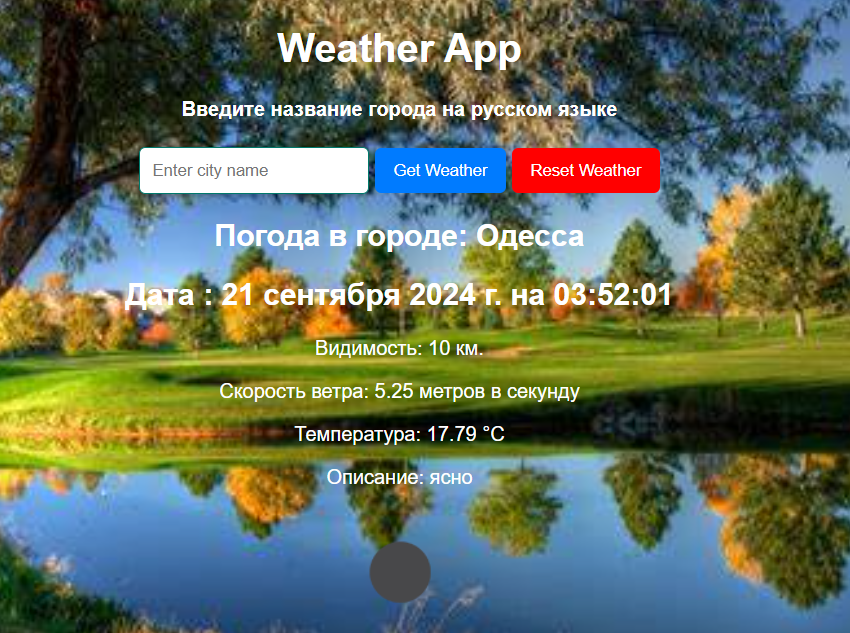 Weather App
Введите название города на русском языке
Enter city name
Get Weather
Reset Weather
Погода в городе: Одесса
Дата : 21 сентября 2024 г. на 03:52:01
Видимость: 10 км.
Скорость ветра: 5.25 метров в секунду
Температура: 17.79 °C
Описание: ясно